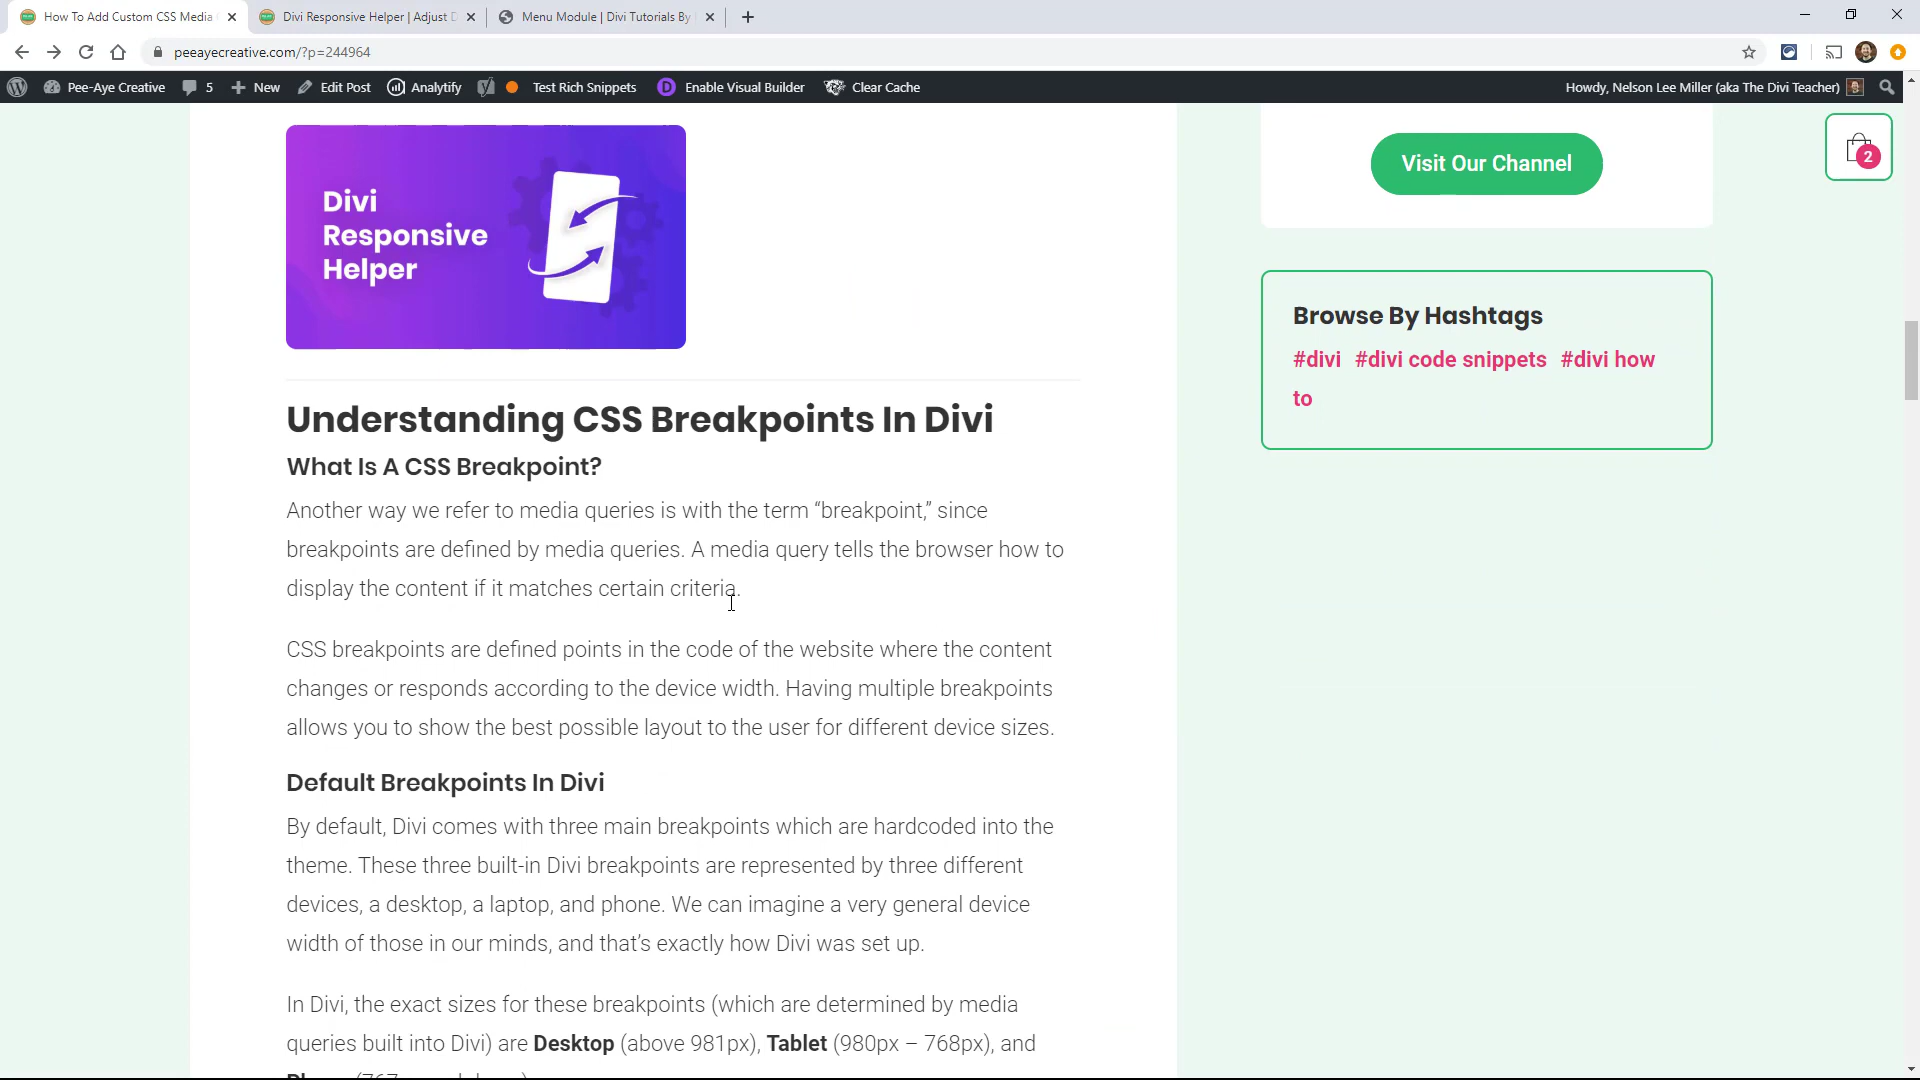 How To Add Custom CSS Media
Divi Responsive Helper | Adjust D
Menu Module | Divi Tutorials By
peeayecreative.com/?p=244964
Pee-Aye Creative 5 New Edit Post Analytify Test Rich Snippets Enable Visual Builder Clear Cache Howdy, Nelson Lee Miller (aka The Divi Teacher)
Divi
Responsive
Helper
Visit Our Channel
2
Browse By Hashtags
#divi #divi code snippets #divi how
to
Understanding CSS Breakpoints In Divi
What Is A CSS Breakpoint?
Another way we refer to media queries is with the term “breakpoint,” since
breakpoints are defined by media queries. A media query tells the browser how to
display the content if it matches certain criteria.
CSS breakpoints are defined points in the code of the website where the content
changes or responds according to the device width. Having multiple breakpoints
allows you to show the best possible layout to the user for different device sizes.
Default Breakpoints In Divi
By default, Divi comes with three main breakpoints which are hardcoded into the
theme. These three built-in Divi breakpoints are represented by three different
devices, a desktop, a laptop, and phone. We can imagine a very general device
width of those in our minds, and that’s exactly how Divi was set up.
In Divi, the exact sizes for these breakpoints (which are determined by media
queries built into Divi) are Desktop (above 981px), Tablet (980px – 768px), and